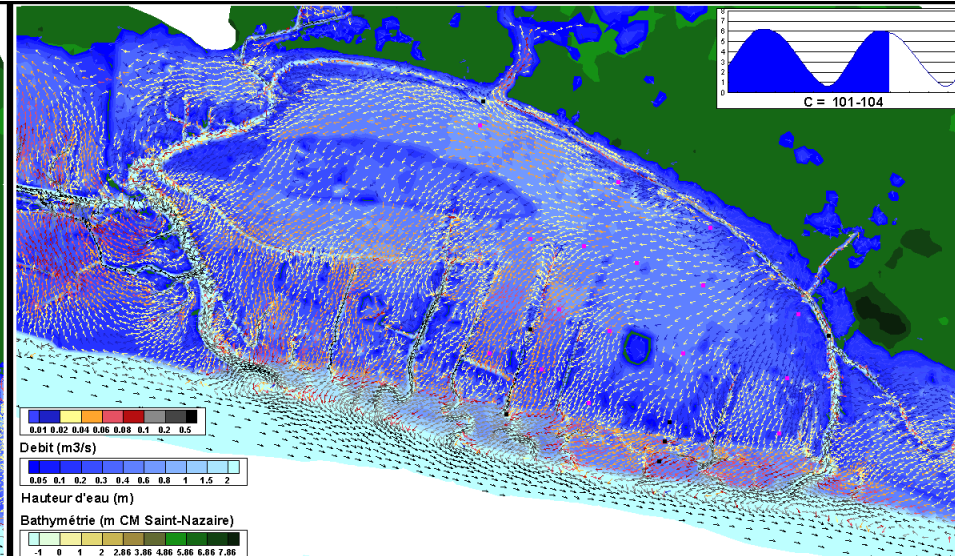 8
7
6
5
4
3
2
1
0
C = 101-104
0.01 0.02 0.04 0.06 0.08 0.1 0.2 0.5
Debit (m3/s)
0.05 0.1 0.2 0.3 0.4 0.6 0.8 1 1.5 2
Hauteur d'eau (m)
Bathymétrie (m CM Saint-Nazaire)
-1 0 1 2 2.86 3.86 4.86 5.86 6.86 7.86